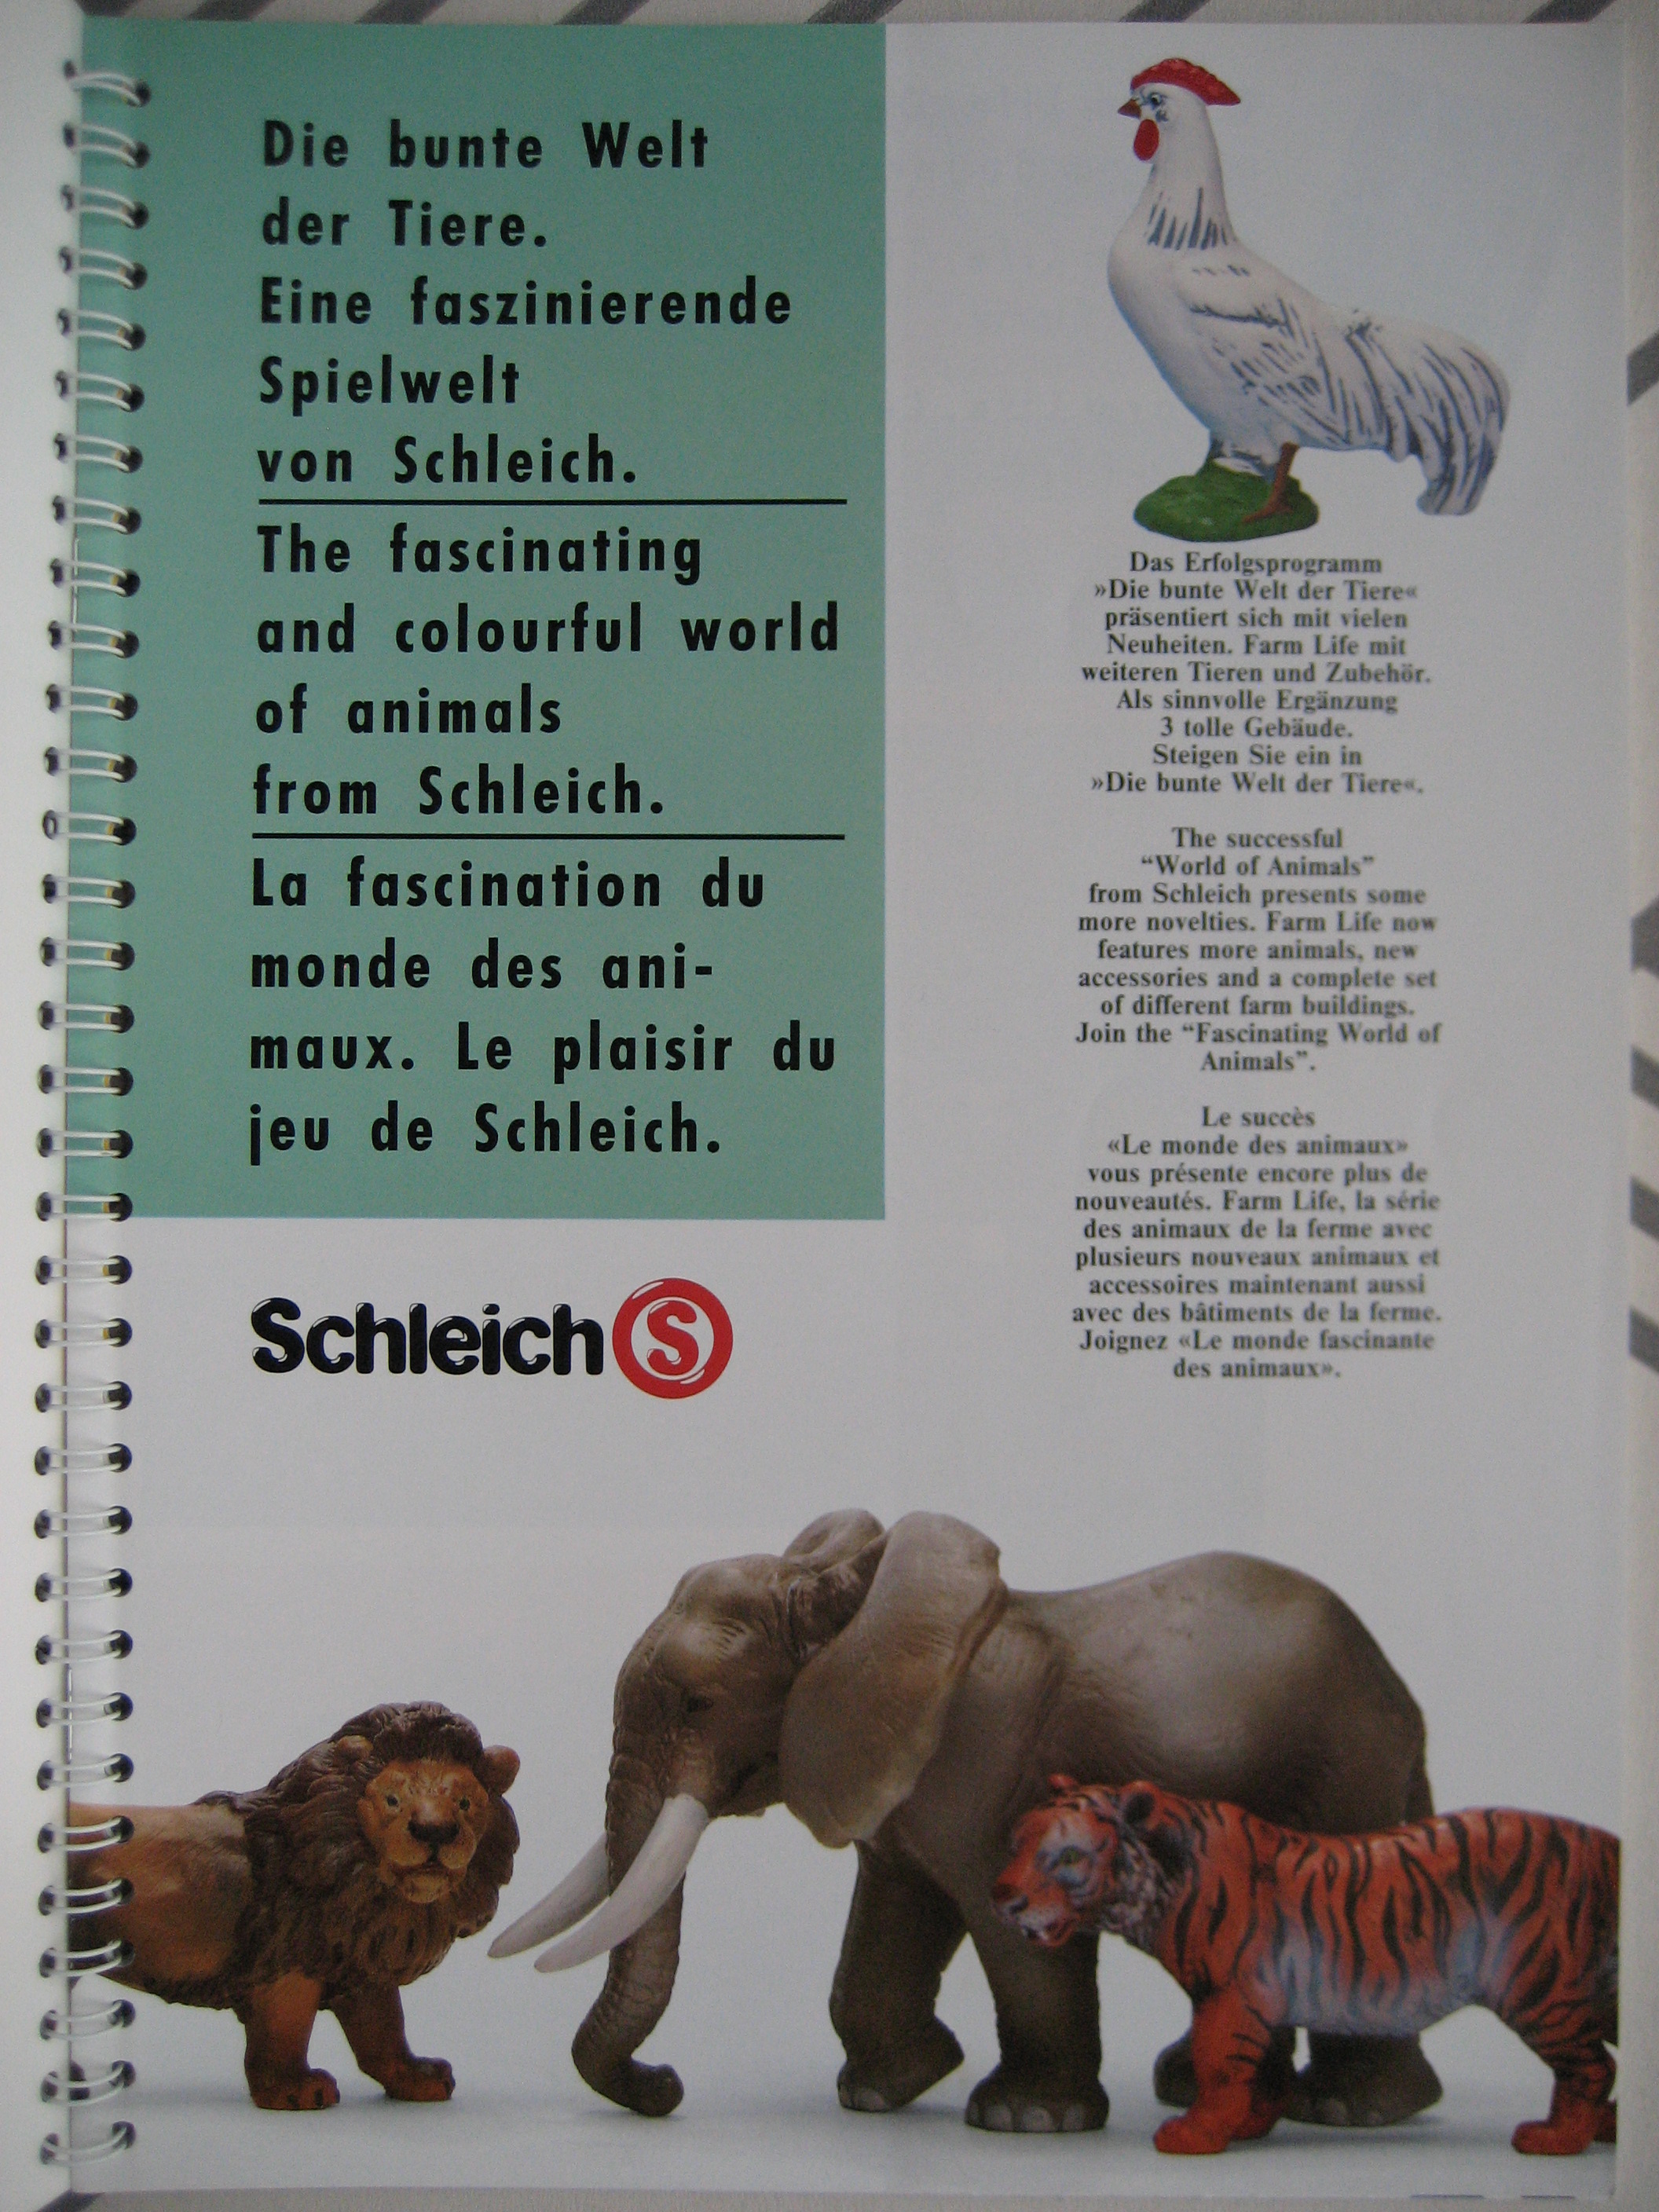 Die bunte Welt
der Tiere.
Eine faszinierende
Spielwelt
von Schleich.
The fascinating
and colourful world
of animals
from Schleich.
La fascination du
monde des ani-
maux. Le plaisir du
jeu de Schleich.
Schleich S
Das Erfolgsprogramm
»Die bunte Welt der Tiere«
präsentiert sich mit vielen
Neuheiten. Farm Life mit
weiteren Tieren und Zubehör.
Als sinnvolle Ergänzung
3 tolle Gebäude.
Steigen Sie ein in
»Die bunte Welt der Tiere«.
The successful
“World of Animals”
from Schleich presents some
more novelties. Farm Life now
features more animals, new
accessories and a complete set
of different farm buildings.
Join the “Fascinating World of
Animals”.
Le succès
«Le monde des animaux»
vous présente encore plus de
nouveautés. Farm Life, la série
des animaux de la ferme avec
plusieurs nouveaux animaux et
accessoires maintenant aussi
avec des bâtiments de la ferme.
Joignez «Le monde fascinante
des animaux».